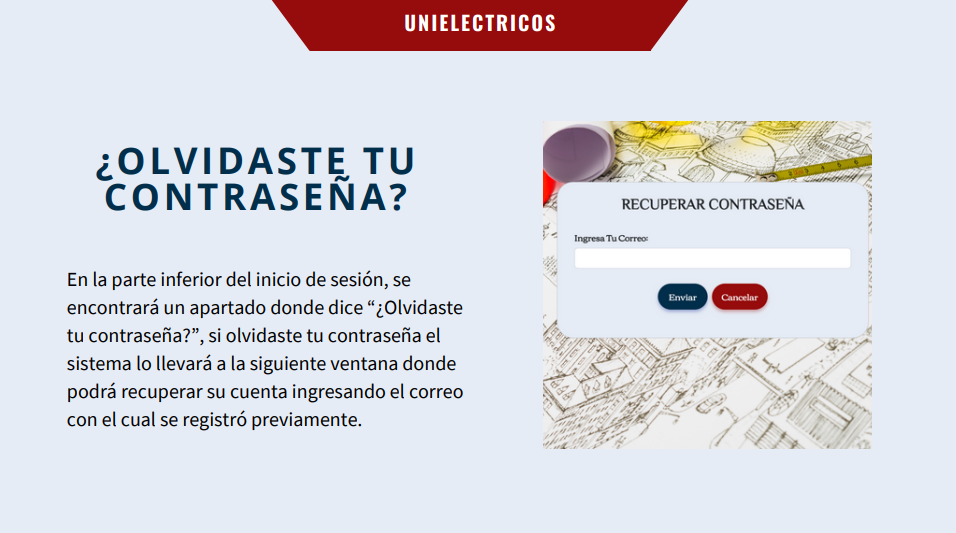 UNIELECTRICOS
¿OLVIDASTE TU
CONTRASEÑA?
En la parte inferior del inicio de sesión, se
encontrará un apartado donde dice “¿Olvidaste
tu contraseña?”, si olvidaste tu contraseña el
sistema lo llevará a la siguiente ventana donde
podrá recuperar su cuenta ingresando el correo
con el cual se registró previamente.
RECUPERAR CONTRASEÑA
Ingresa Tu Correo:
Enviar Cancelar